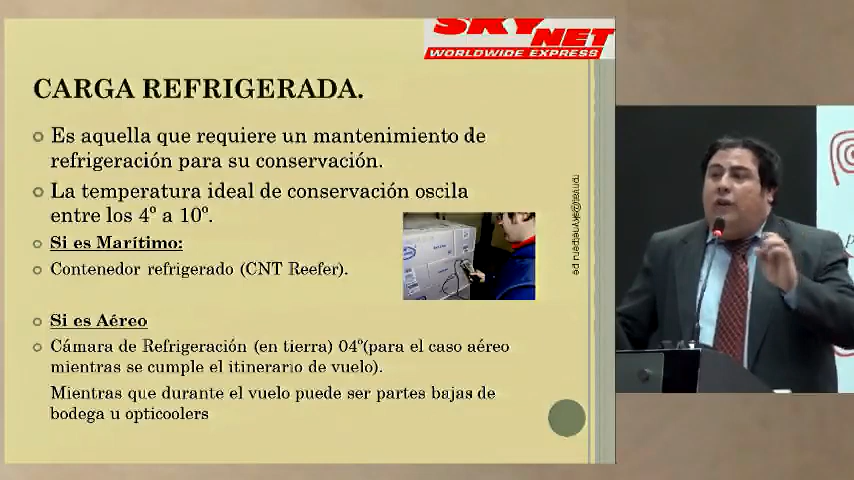 SKY
NET
WORLDWIDE EXPRESS
CARGA REFRIGERADA.
Es aquella que requiere un mantenimiento de
refrigeración para su conservación.
La temperatura ideal de conservación oscila
entre los 4º a 10º.
Si es Marítimo:
Contenedor refrigerado (CNT Reefer).
Si es Aéreo
Cámara de Refrigeración (en tierra) 04º(para el caso aéreo
mientras se cumple el itinerario de vuelo).
Mientras que durante el vuelo puede ser partes bajas de
bodega u opticoolers